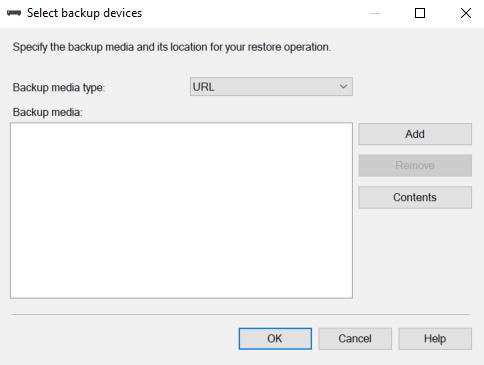 Select backup devices
Specify the backup media and its location for your restore operation.
Backup media type:
URL
Backup media:
Add
Remove
Contents
OK
Cancel
Help